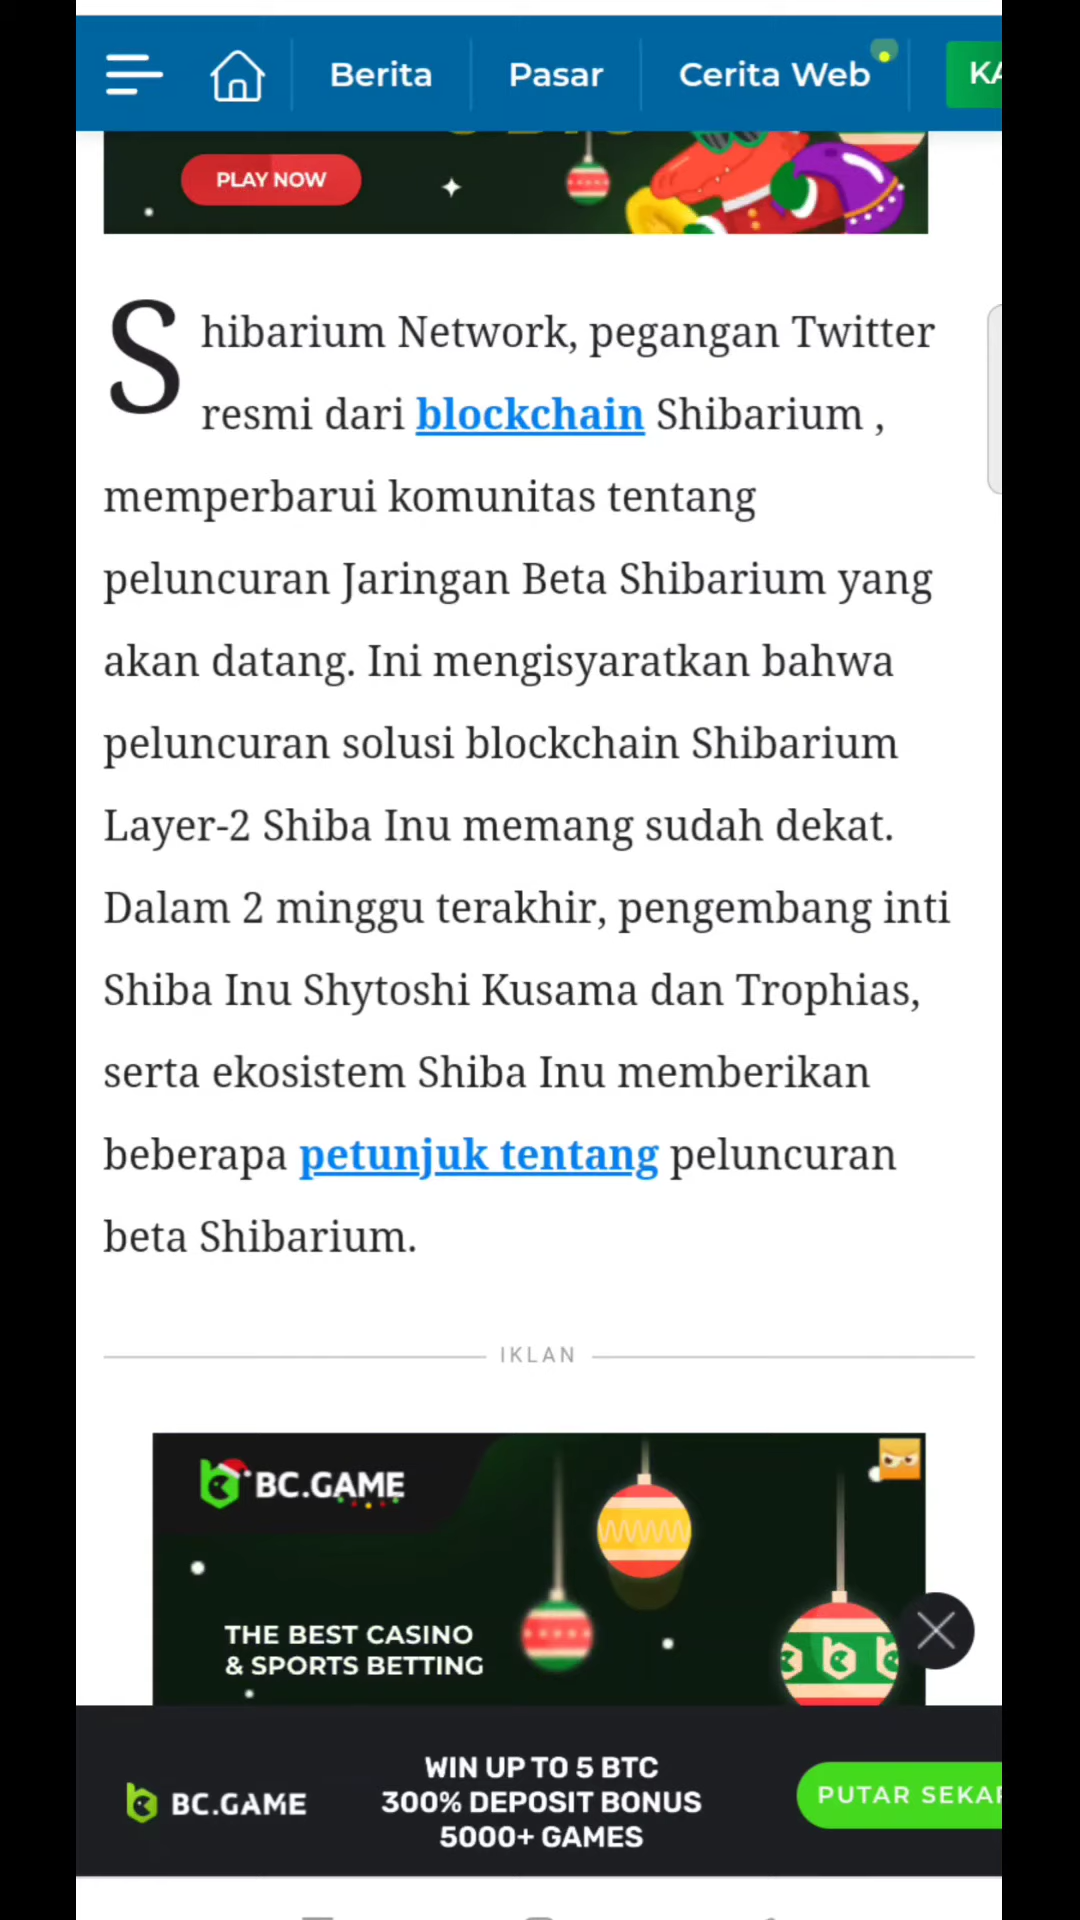 Berita
Pasar
Cerita Web
KA
PLAY NOW
Shibarium Network, pegangan Twitter
resmi dari blockchain Shibarium ,
memperbarui komunitas tentang
peluncuran Jaringan Beta Shibarium yang
akan datang. Ini mengisyaratkan bahwa
peluncuran solusi blockchain Shibarium
Layer-2 Shiba Inu memang sudah dekat.
Dalam 2 minggu terakhir, pengembang inti
Shiba Inu Shytoshi Kusama dan Trophias,
serta ekosistem Shiba Inu memberikan
beberapa petunjuk tentang peluncuran
beta Shibarium.
IKLAN
BC.GAME
THE BEST CASINO
& SPORTS BETTING
BC.GAME
WIN UP TO 5 BTC
300% DEPOSIT BONUS
5000+ GAMES
PUTAR SEKAR